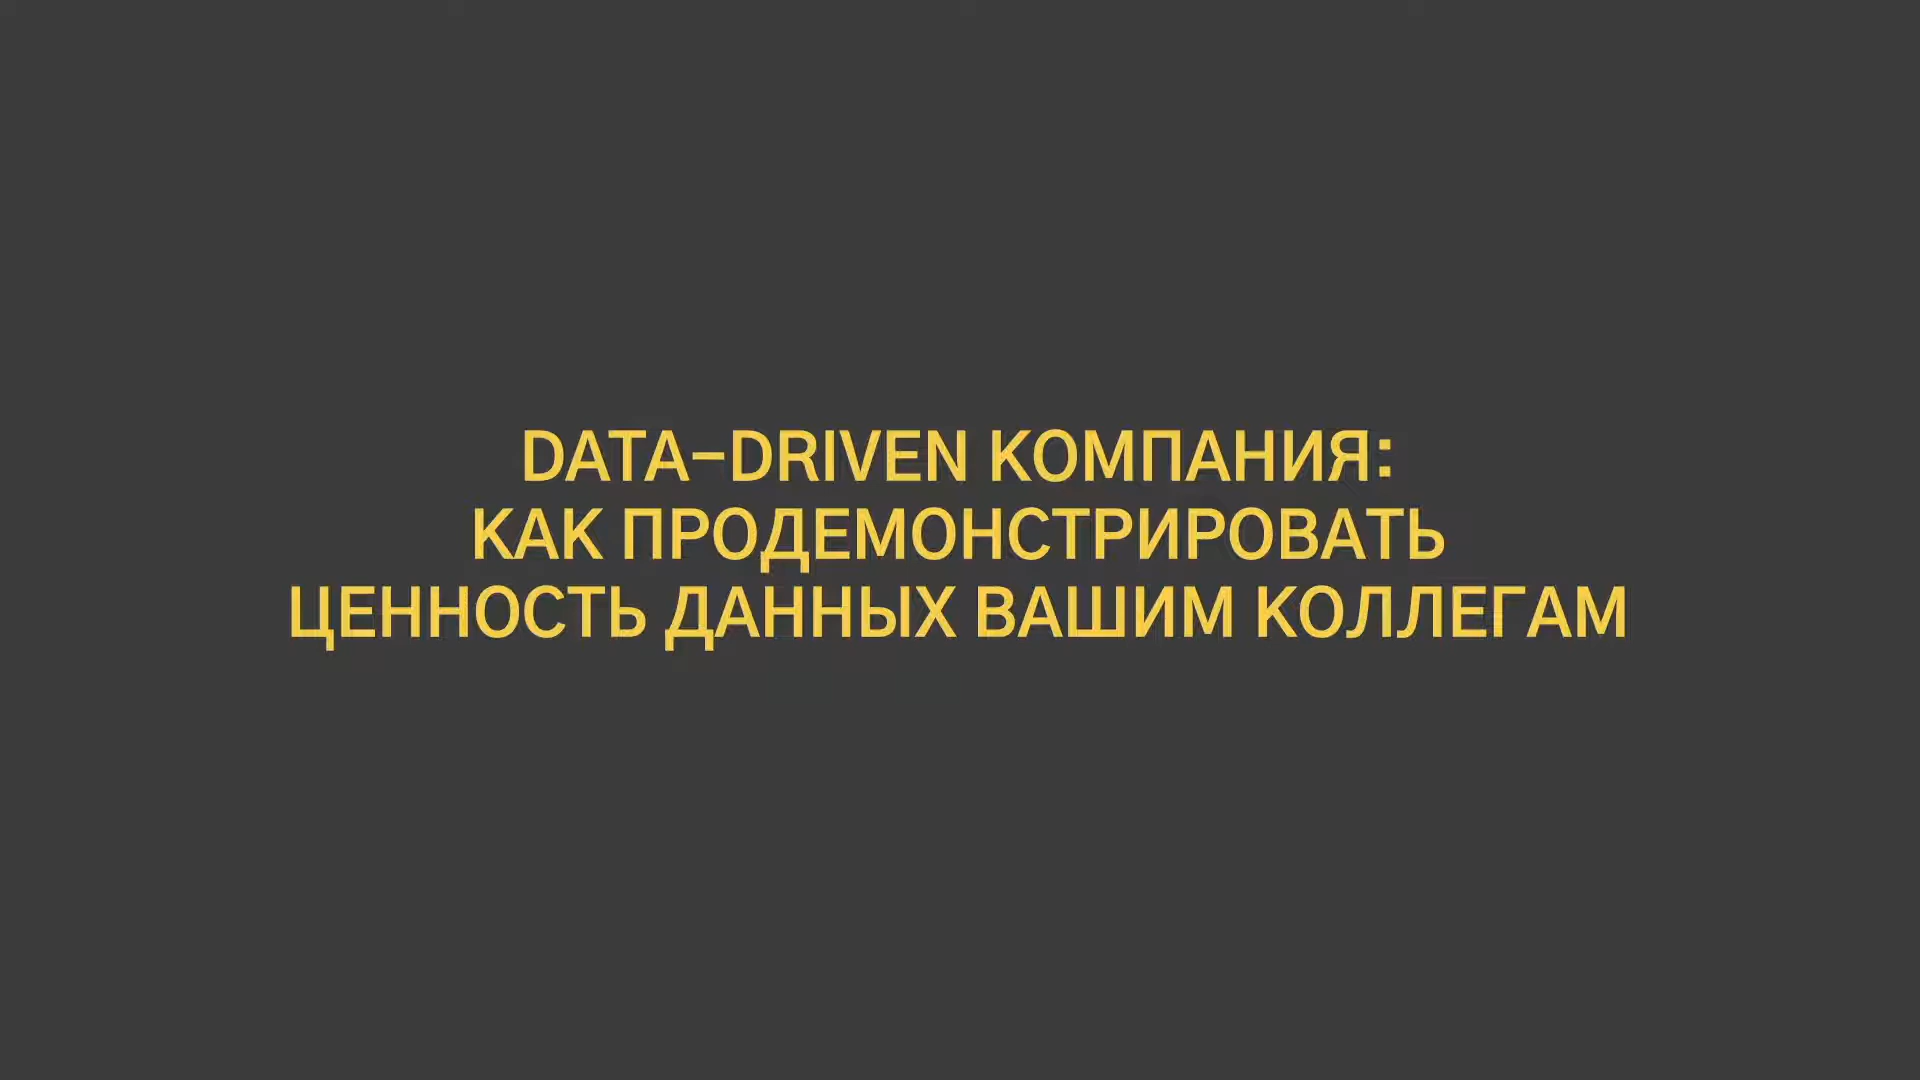 DATA-DRIVEN КОМПАНИЯ:
КАК ПРОДЕМОНСТРИРОВАТЬ
ЦЕННОСТЬ ДАННЫХ ВАШИМ КОЛЛЕГАМ